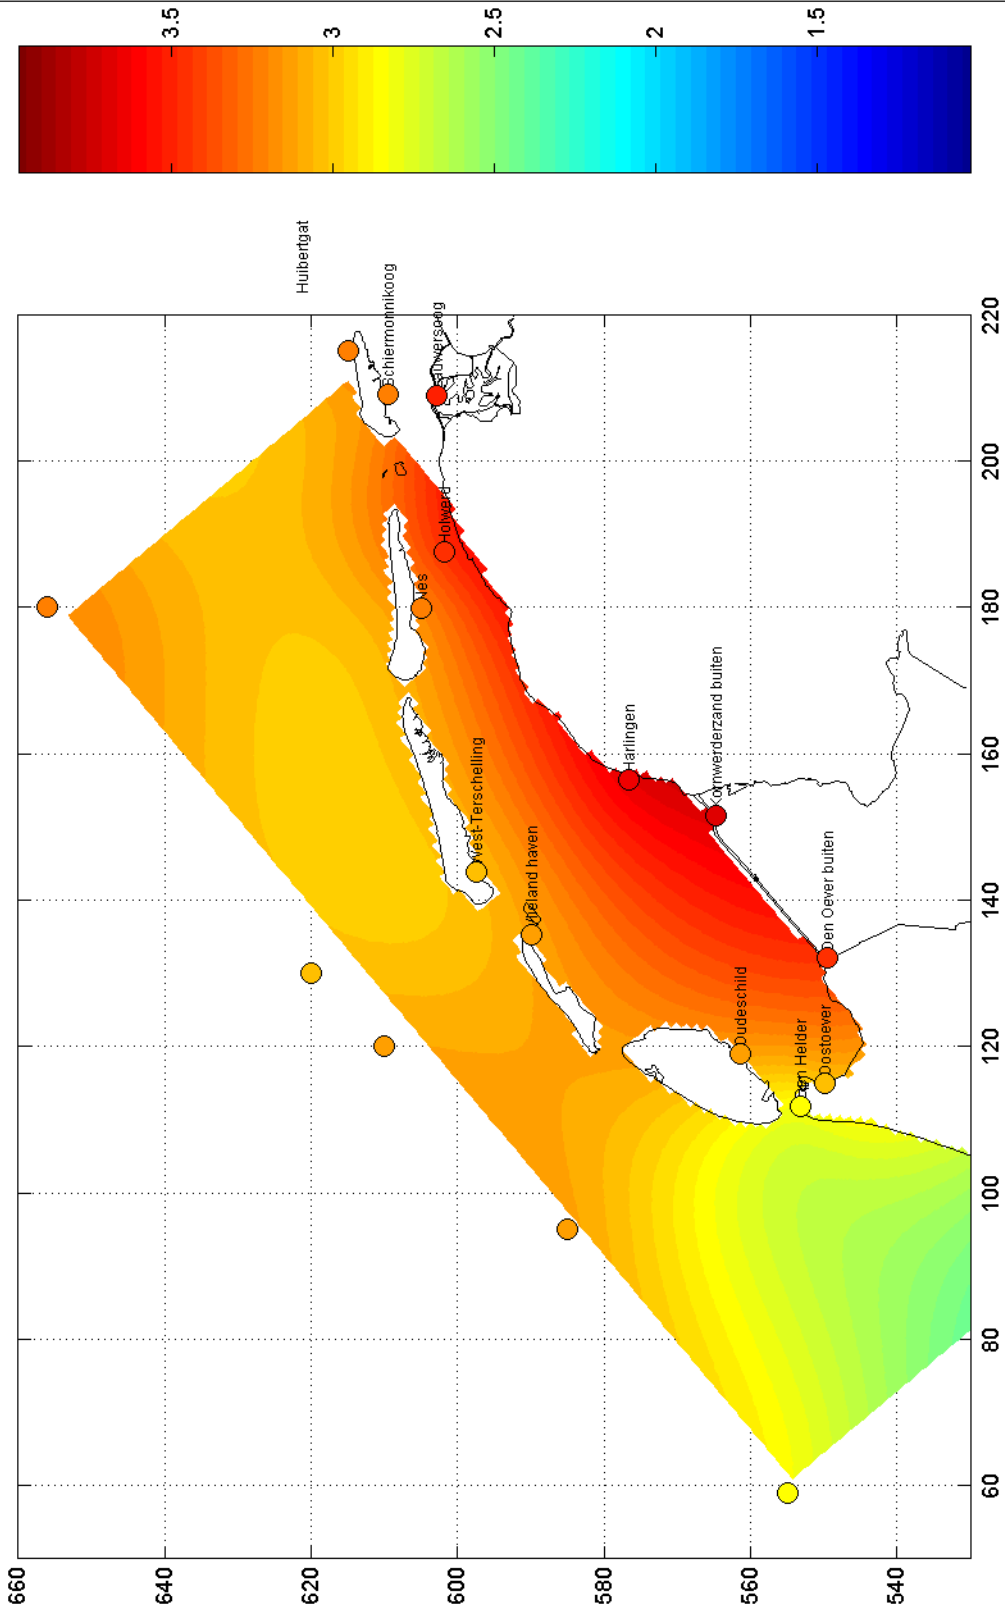 3.5
3
2.5
2
1.5
Huibertgat
Schiermonnikoog
Lauwersoog
Holwerd
Nes
Harlingen
Kornwerderzand buiten
West-Terschelling
Vlieland haven
Den Oever buiten
Oudeschild
Den Helder
Oostoever
660
640
620
600
580
560
540
220
200
180
160
140
120
100
80
60